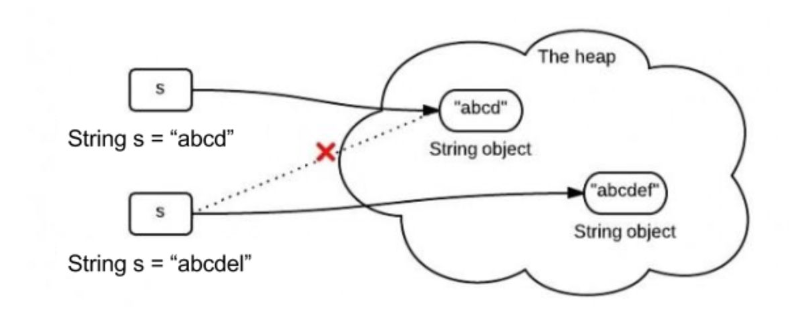 The heap
s
"abcd"
String s = “abcd”
String object
s
"abcdef"
String object
String s = “abcdel”